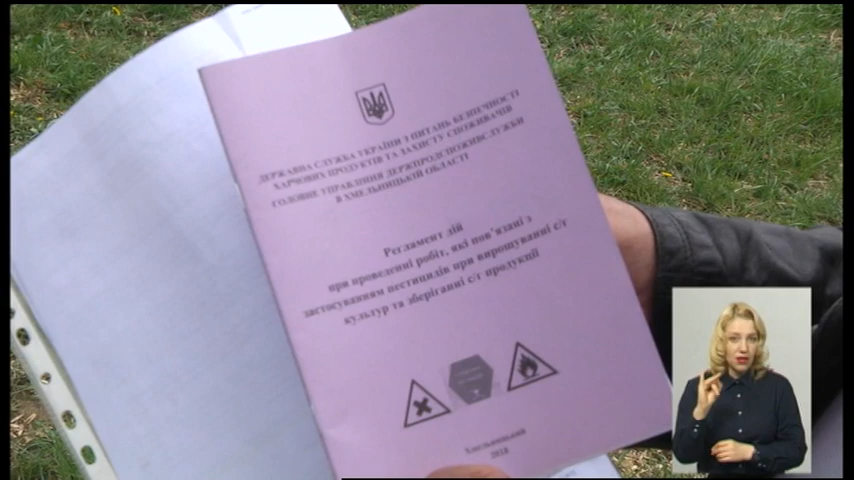 ДЕРЖАВНА СЛУЖБА УКРАЇНИ З ПИТАНЬ БЕЗПЕЧНОСТІ
ХАРЧОВИХ ПРОДУКТІВ ТА ЗАХИСТУ СПОЖИВАЧІВ
ГОЛОВНЕ УПРАВЛІННЯ ДЕРЖПРОДСПОЖИВСЛУЖБИ
В ХМЕЛЬНИЦЬКІЙ ОБЛАСТІ
Регламент дій
при проведенні робіт, які пов’язані з
застосуванням пестицидів при вирощуванні с/г
культур та зберіганні с/г продукції
Хмельницький
2018